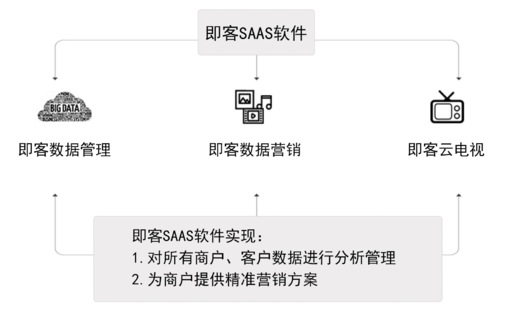 即客SAAS软件
BIG DATA
即客数据管理
即客数据营销
即客云电视
即客SAAS软件实现：
1.对所有商户、客户数据进行分析管理
2.为商户提供精准营销方案